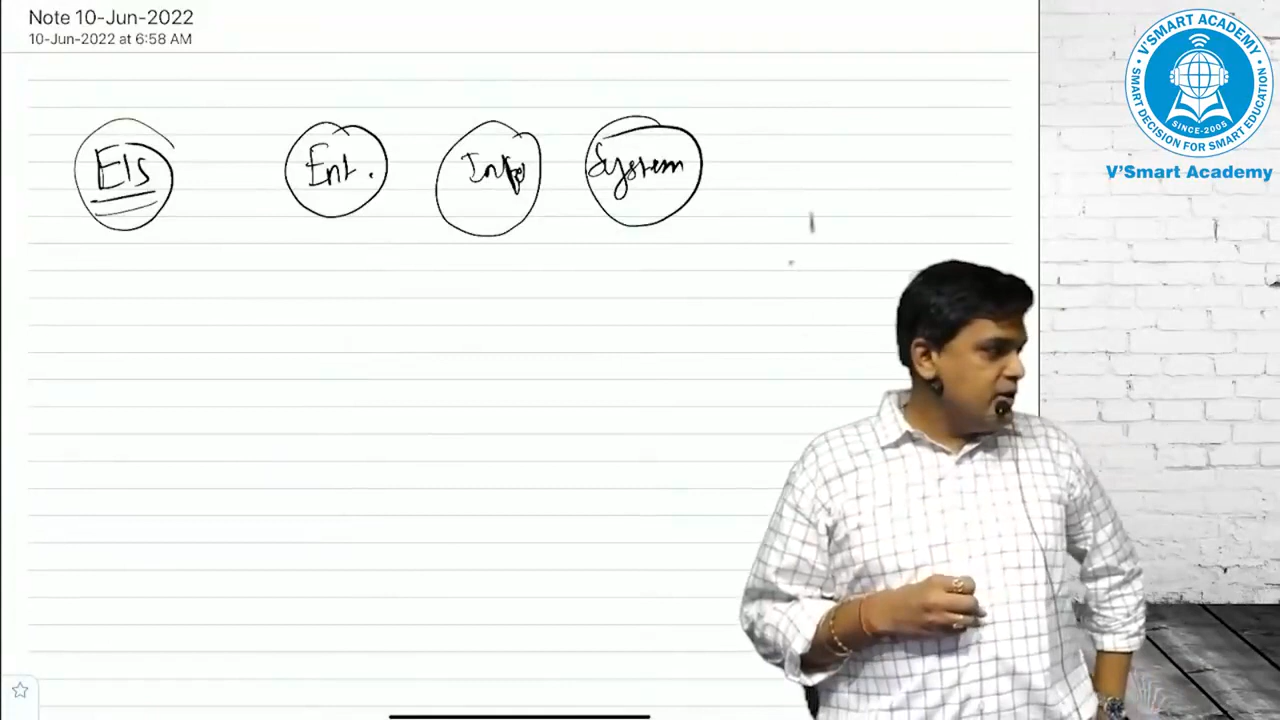 Note 10-Jun-2022
10-Jun-2022 at 6:58 AM
EIS Ent. Info System
V'SMART ACADEMY
SMART DECISION FOR SMART EDUCATION
SINCE-2005
V'Smart Academy